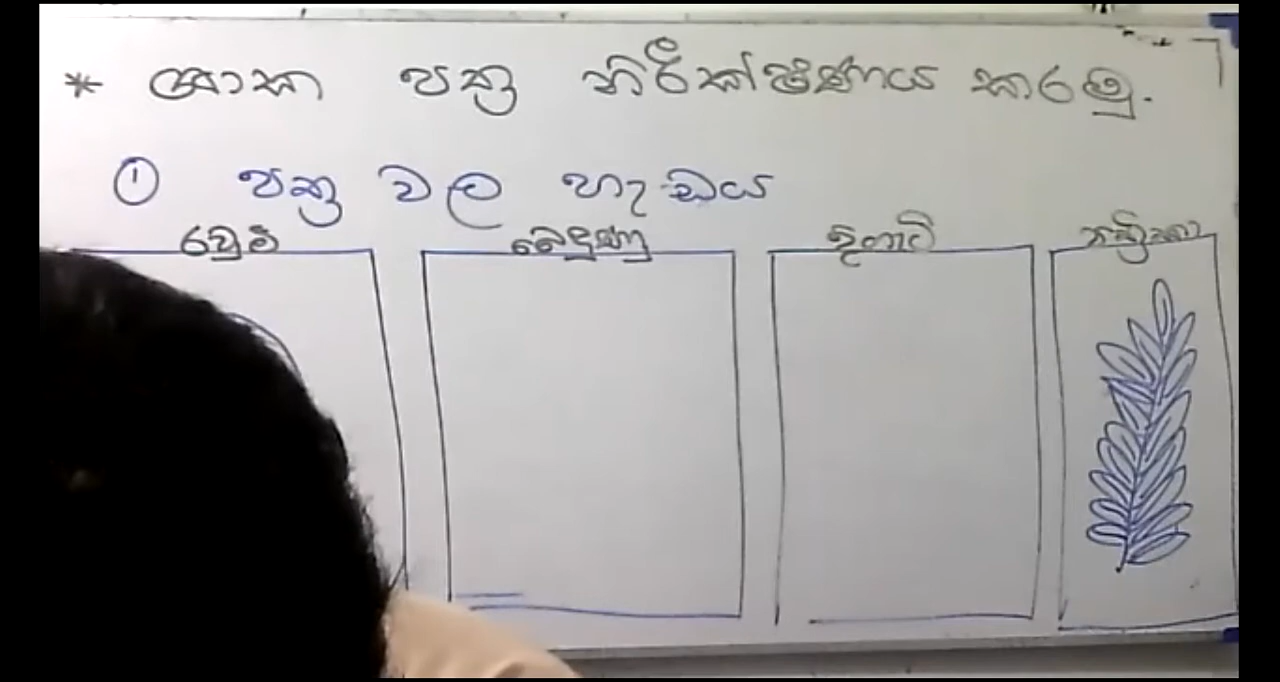 * ශාක පත්‍ර නිරීක්ෂණය කරමු.
① පත්‍ර වල හැඩය
රවුම් බෙදුණු දිගටි